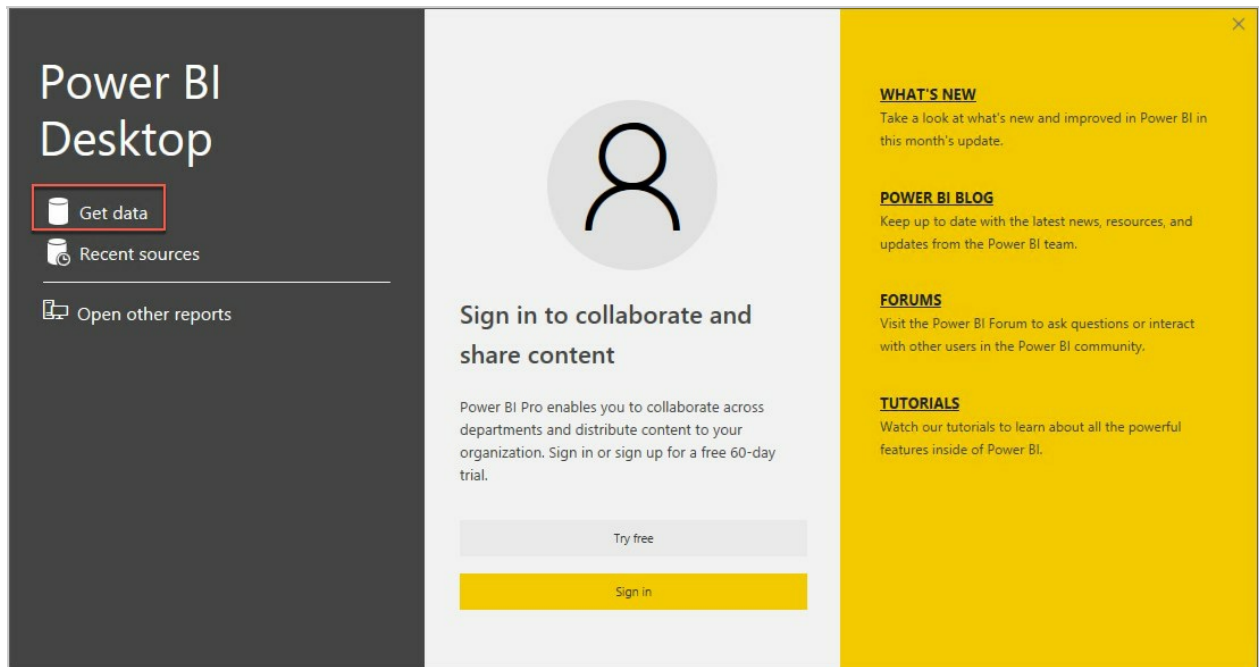 Power BI
Desktop
Get data
Recent sources
Open other reports
Sign in to collaborate and
share content
Power BI Pro enables you to collaborate across
departments and distribute content to your
organization. Sign in or sign up for a free 60-day
trial.
Try free
Sign in
WHAT'S NEW
Take a look at what's new and improved in Power BI in
this month's update.
POWER BI BLOG
Keep up to date with the latest news, resources, and
updates from the Power BI team.
FORUMS
Visit the Power BI Forum to ask questions or interact
with other users in the Power BI community.
TUTORIALS
Watch our tutorials to learn about all the powerful
features inside of Power BI.